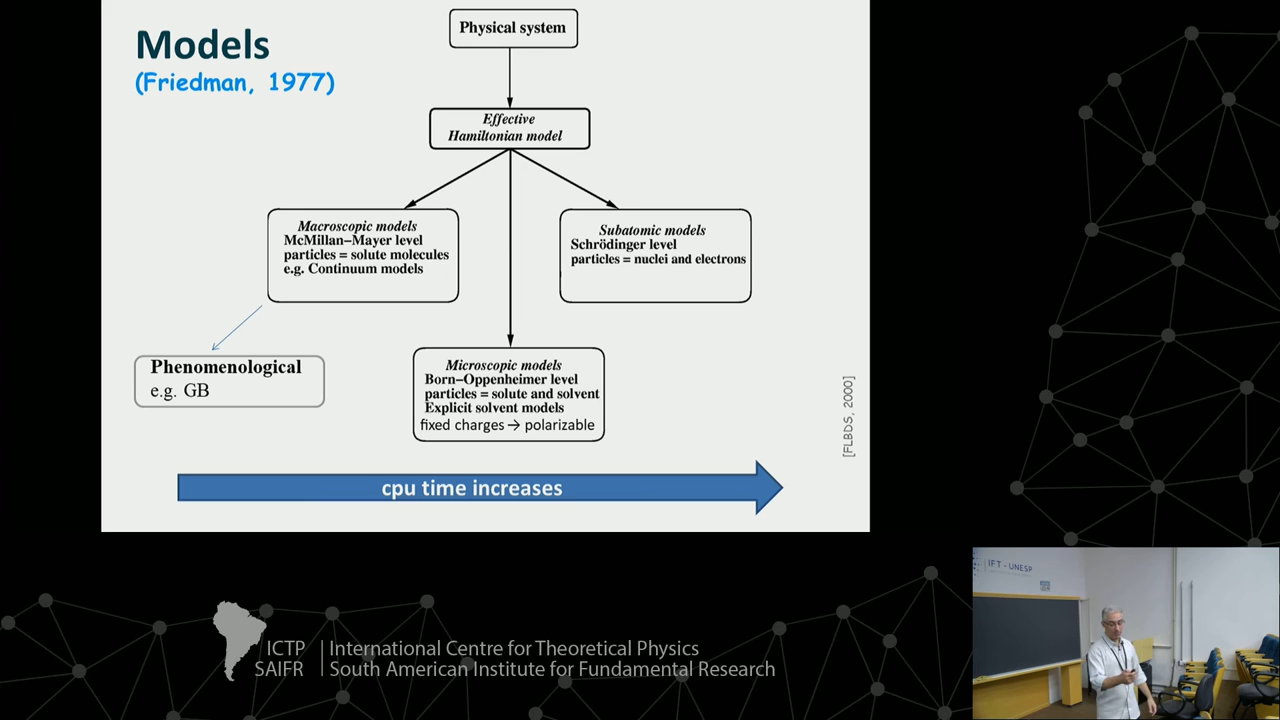 Models
(Friedman, 1977)
Physical system
Effective
Hamiltonian model
Macroscopic models
McMillan–Mayer level
particles = solute molecules
e.g. Continuum models
Subatomic models
Schrödinger level
particles = nuclei and electrons
Phenomenological
e.g. GB
Microscopic models
Born–Oppenheimer level
particles = solute and solvent
Explicit solvent models
fixed charges → polarizable
[FLBDS, 2000]
cpu time increases
IFT - UNESP
ICTP
SAIFR
International Centre for Theoretical Physics
South American Institute for Fundamental Research